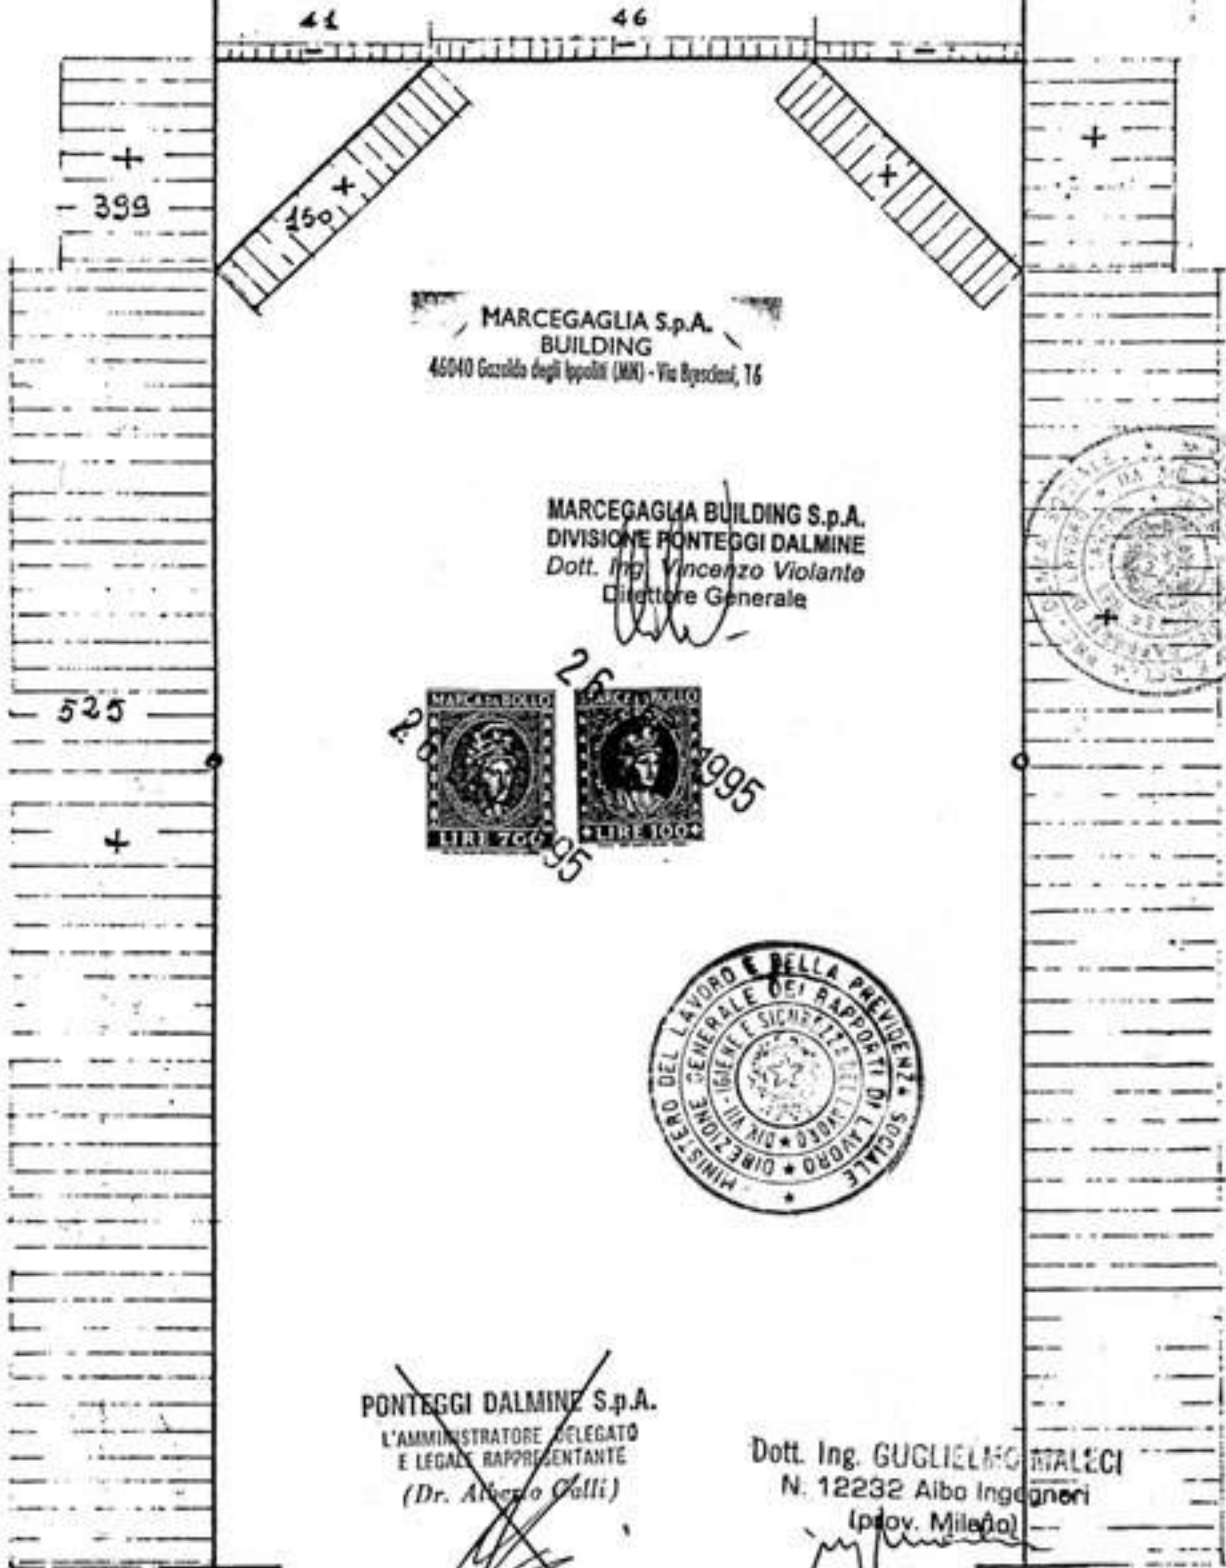 41
46
399
150
MARCEGAGLIA S.p.A.
BUILDING
46040 Gazoldo degli Ippoliti (MN) - Via Bresciani, 16
MARCEGAGLIA BUILDING S.p.A.
DIVISIONE PONTEGGI DALMINE
Dott. Ing. Vincenzo Violante
Direttore Generale
26
26
MARCA DA BOLLO
MARCA DA BOLLO
525
1995
LIRE 700
LIRE 100
95
MINISTERO DEL LAVORO E DELLA PREVIDENZA SOCIALE
DIREZIONE GENERALE DEI RAPPORTI DI LAVORO
DIV. VII - IGIENE E SICUREZZA DEL LAVORO
PONTEGGI DALMINE S.p.A.
L'AMMINISTRATORE DELEGATO
E LEGALE RAPPRESENTANTE
(Dr. Alberto Galli)
Dott. Ing. GUGLIELMO MALECI
N. 12232 Albo Ingegneri
(prov. Milano)